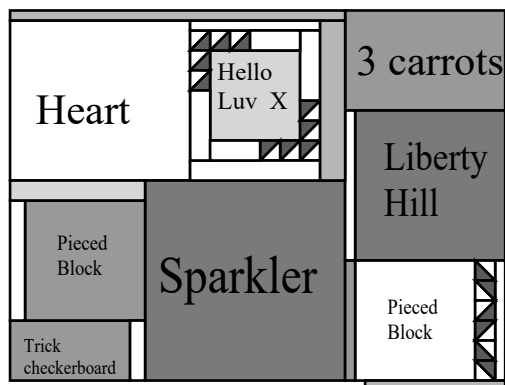 3 carrots
Hello
Luv X
Heart
Liberty
Hill
Pieced
Block
Sparkler
Pieced
Block
Trick
checkerboard